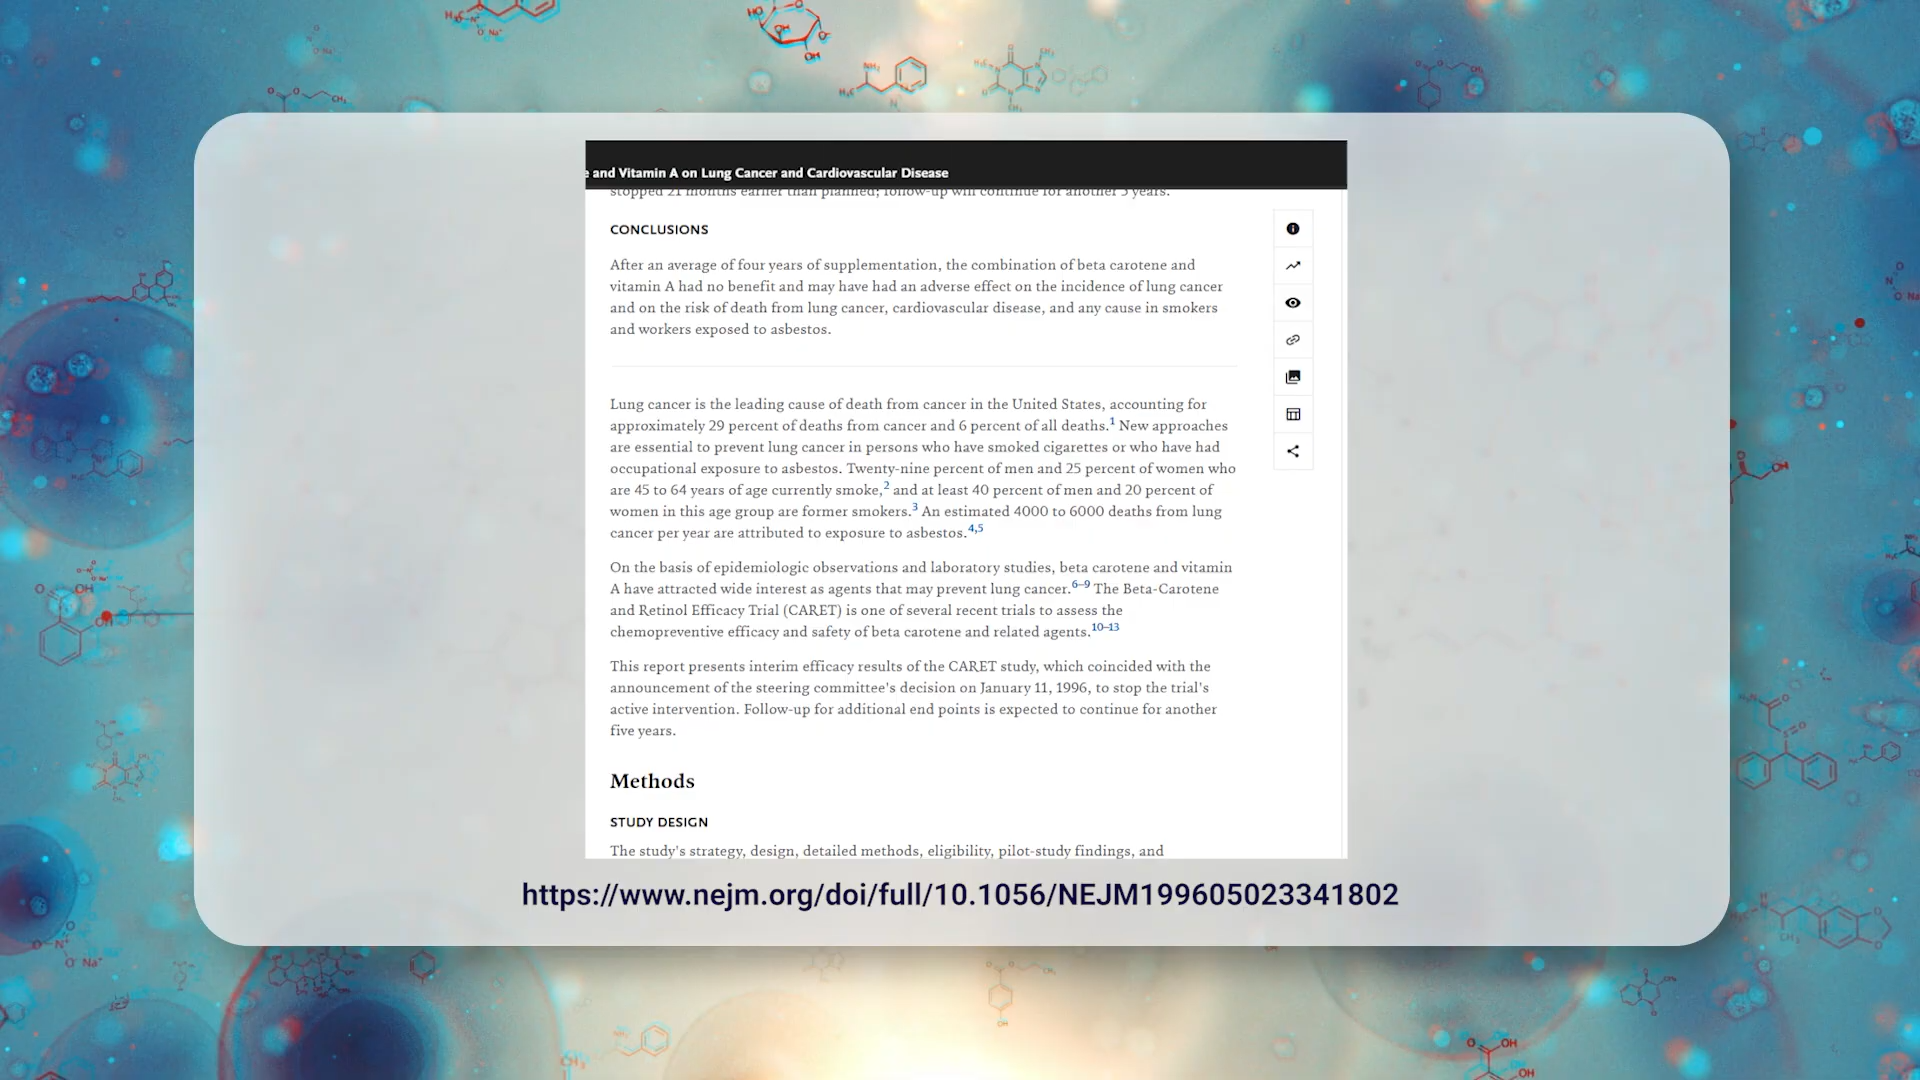 e and Vitamin A on Lung Cancer and Cardiovascular Disease
stopped 21 months earlier than planned; follow-up will continue for another 5 years.
CONCLUSIONS
After an average of four years of supplementation, the combination of beta carotene and
vitamin A had no benefit and may have had an adverse effect on the incidence of lung cancer
and on the risk of death from lung cancer, cardiovascular disease, and any cause in smokers
and workers exposed to asbestos.
Lung cancer is the leading cause of death from cancer in the United States, accounting for
approximately 29 percent of deaths from cancer and 6 percent of all deaths.1 New approaches
are essential to prevent lung cancer in persons who have smoked cigarettes or who have had
occupational exposure to asbestos. Twenty-nine percent of men and 25 percent of women who
are 45 to 64 years of age currently smoke,2 and at least 40 percent of men and 20 percent of
women in this age group are former smokers.3 An estimated 4000 to 6000 deaths from lung
cancer per year are attributed to exposure to asbestos.4,5
On the basis of epidemiologic observations and laboratory studies, beta carotene and vitamin
A have attracted wide interest as agents that may prevent lung cancer.6–9 The Beta-Carotene
and Retinol Efficacy Trial (CARET) is one of several recent trials to assess the
chemopreventive efficacy and safety of beta carotene and related agents.10–13
This report presents interim efficacy results of the CARET study, which coincided with the
announcement of the steering committee's decision on January 11, 1996, to stop the trial's
active intervention. Follow-up for additional end points is expected to continue for another
five years.
Methods
STUDY DESIGN
The study's strategy, design, detailed methods, eligibility, pilot-study findings, and
https://www.nejm.org/doi/full/10.1056/NEJM199605023341802